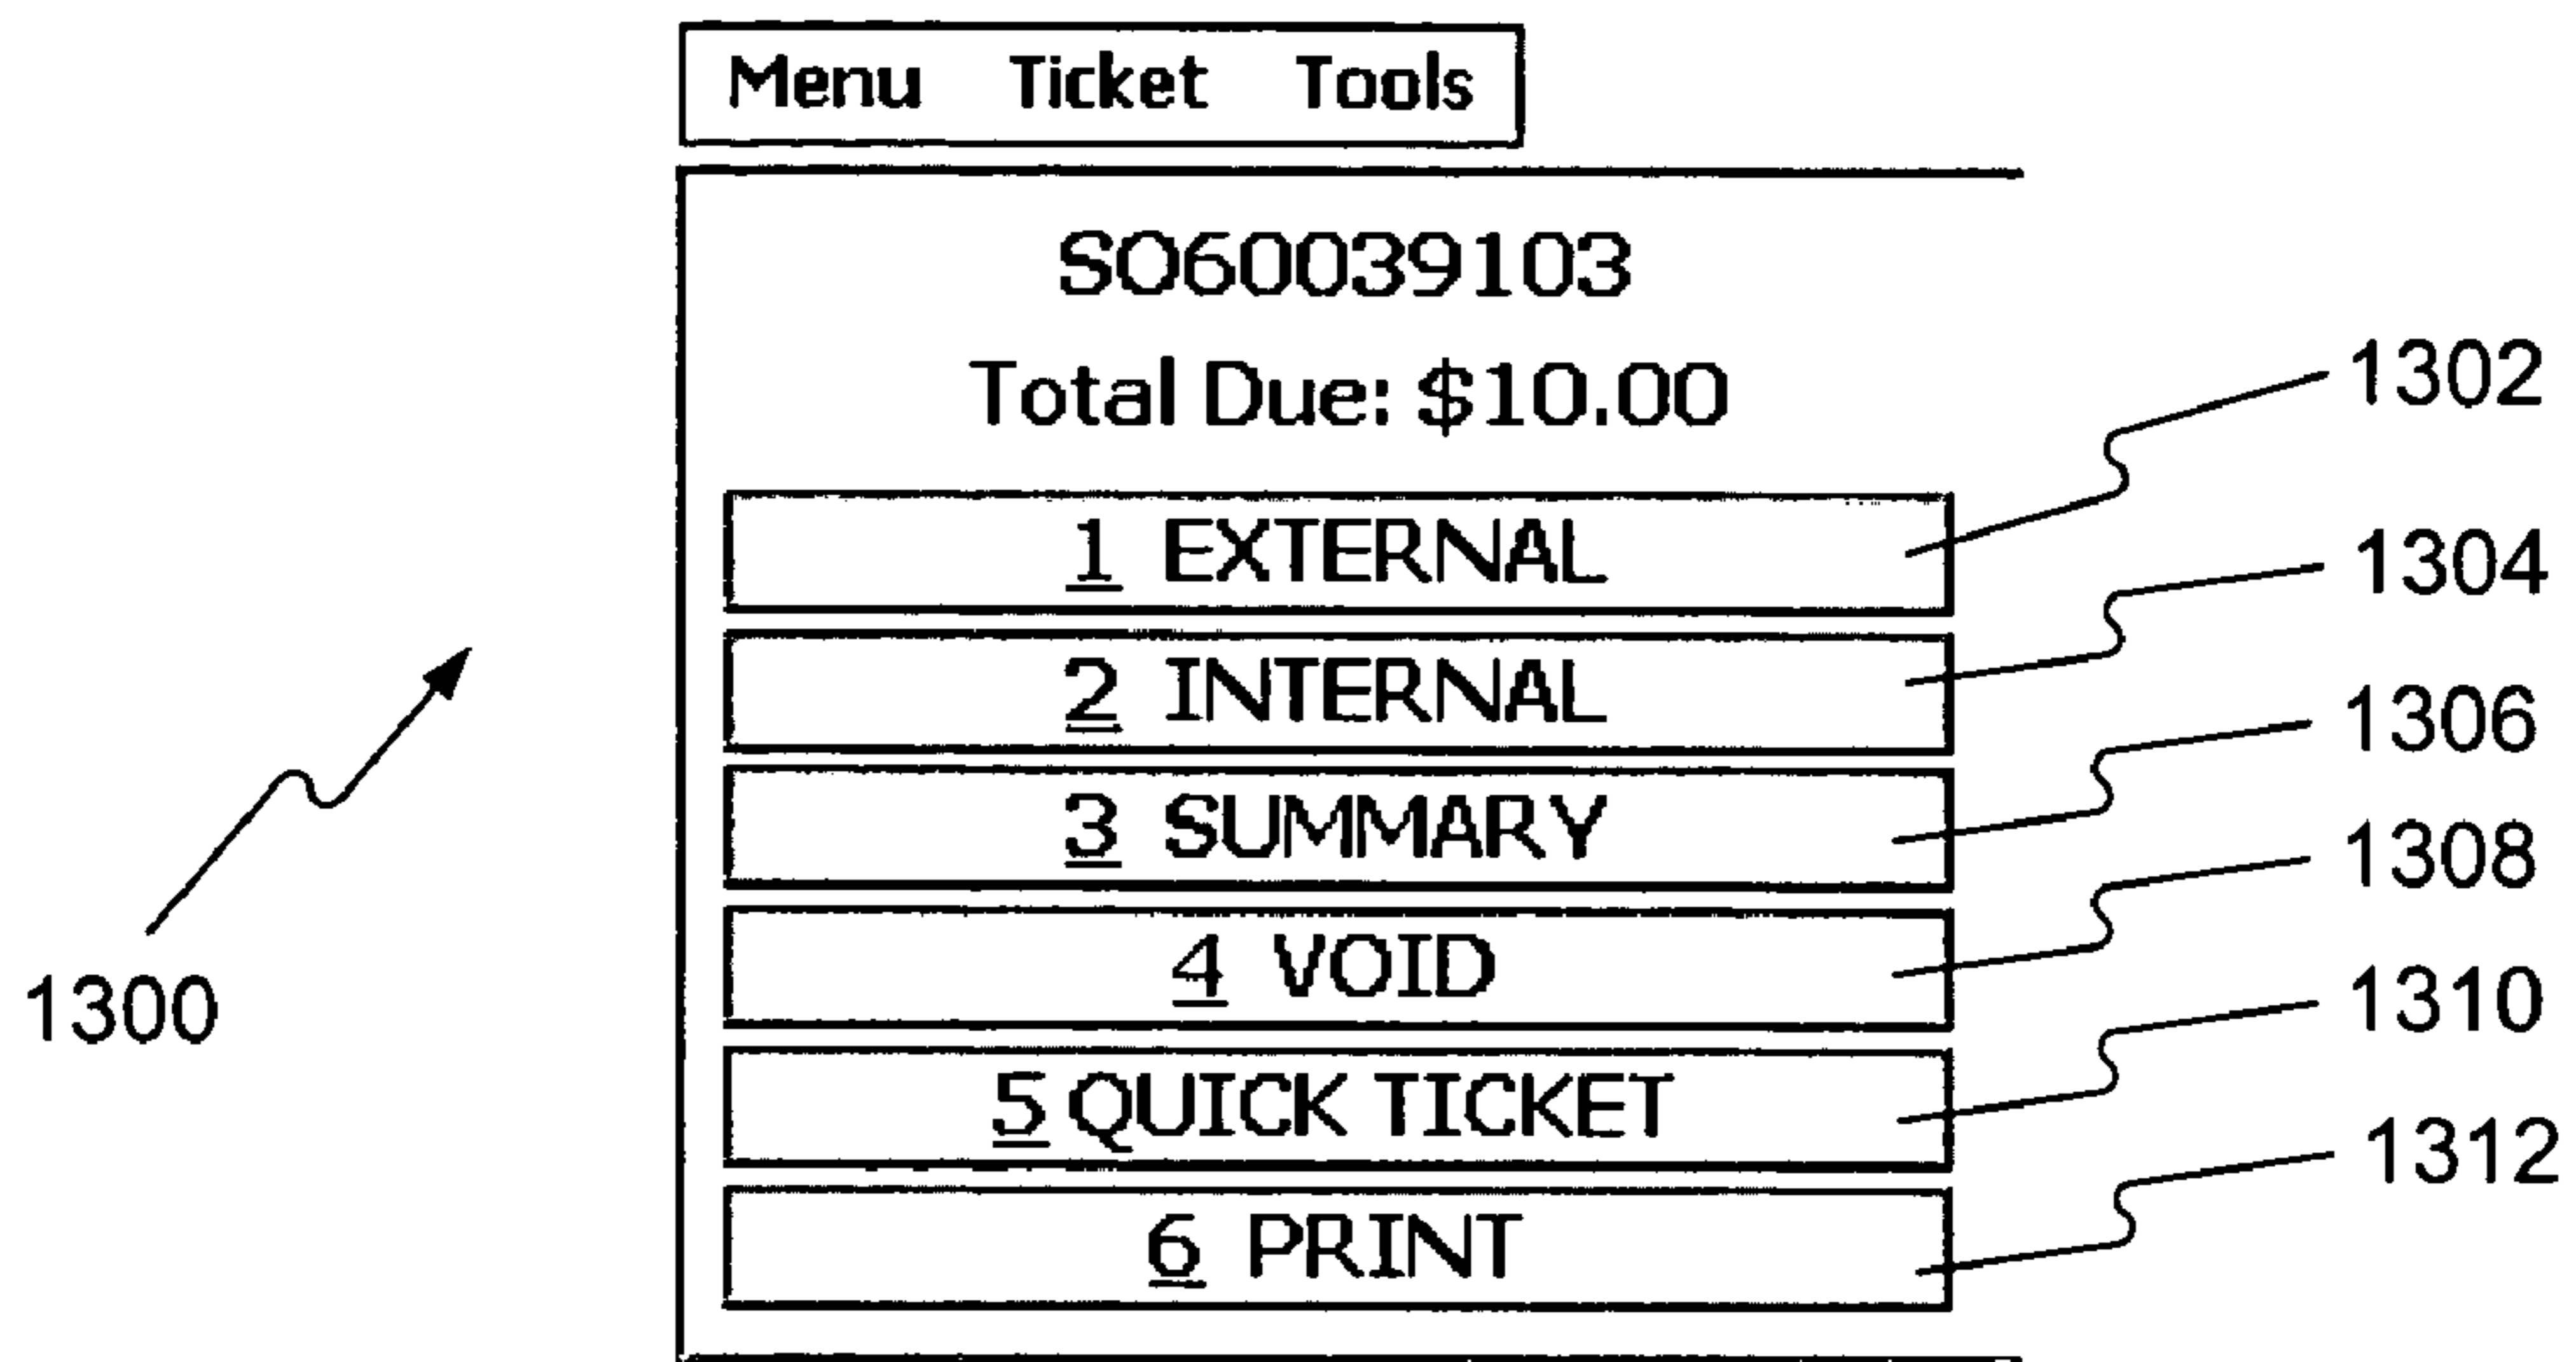 Menu Ticket Tools
SO60039103
Total Due: $10.00
1302
1 EXTERNAL
1304
2 INTERNAL
1306
3 SUMMARY
1308
4 VOID
1300
1310
5 QUICK TICKET
1312
6 PRINT